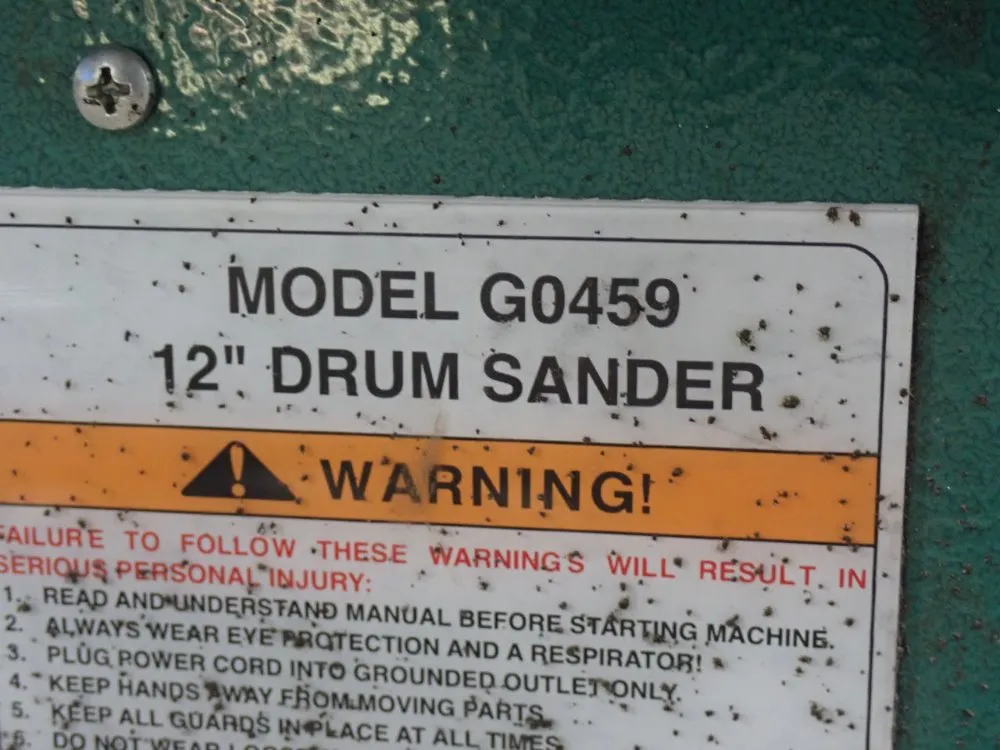 MODEL G0459
12" DRUM SANDER
WARNING!
FAILURE TO FOLLOW THESE WARNINGS WILL RESULT IN
SERIOUS PERSONAL INJURY:
1. READ AND UNDERSTAND MANUAL BEFORE STARTING MACHINE.
2. ALWAYS WEAR EYE PROTECTION AND A RESPIRATOR!
3. PLUG POWER CORD INTO GROUNDED OUTLET ONLY.
4. KEEP HANDS AWAY FROM MOVING PARTS.
5. KEEP ALL GUARDS IN PLACE AT ALL TIMES.
6. DO NOT WEAR